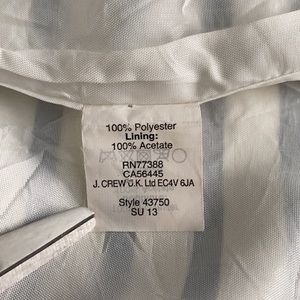 100% Polyester
Lining:
100% Acetate
RN77388
CA56445
J. CREW U.K. Ltd EC4V 6JA
Style 43750
SU 13